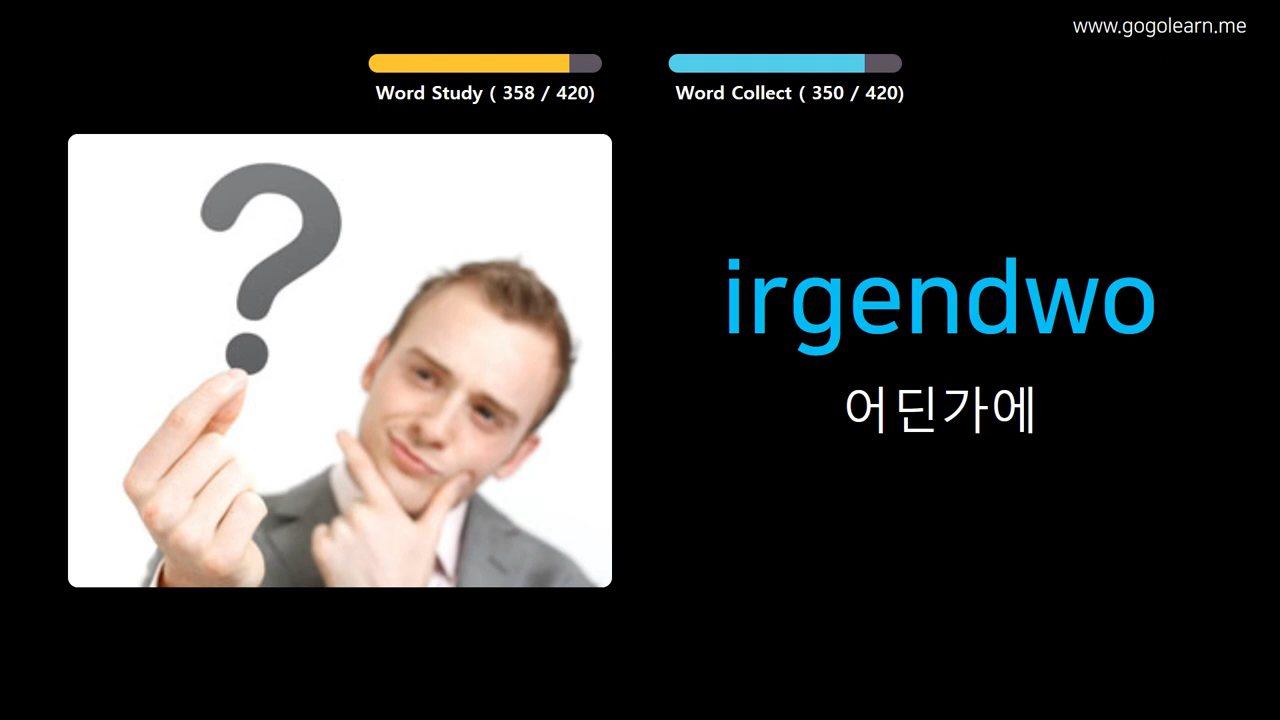 www.gogolearn.me
Word Study ( 358 / 420)
Word Collect ( 350 / 420)
?
irgendwo
어딘가에